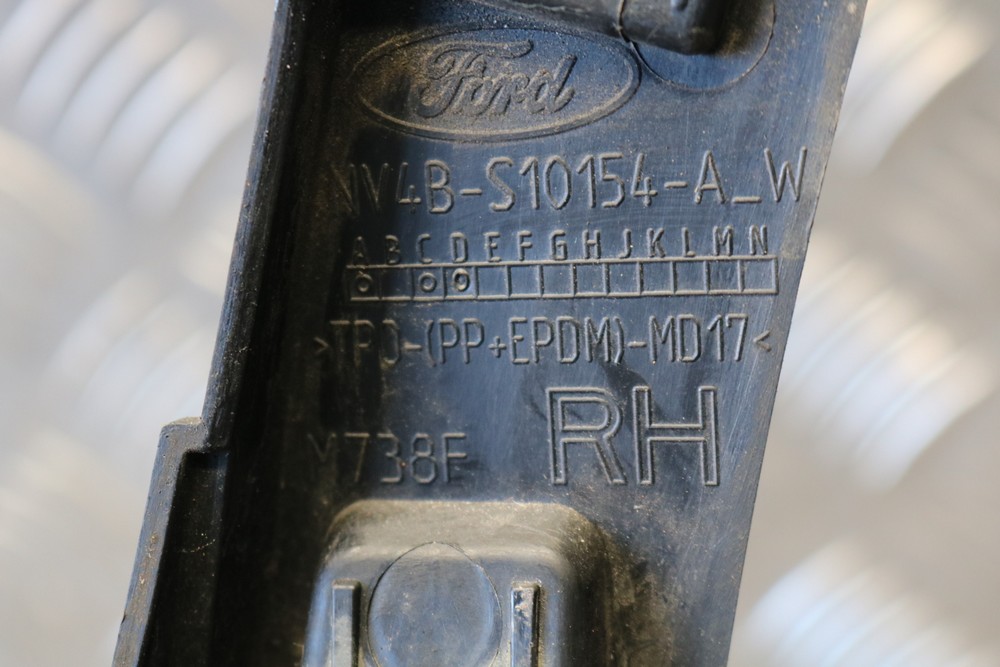 Ford
NV4B-S10154-A_W
A B C D E F G H J K L M N
>TPO-(PP+EPDM)-MD17<
RH
M738F